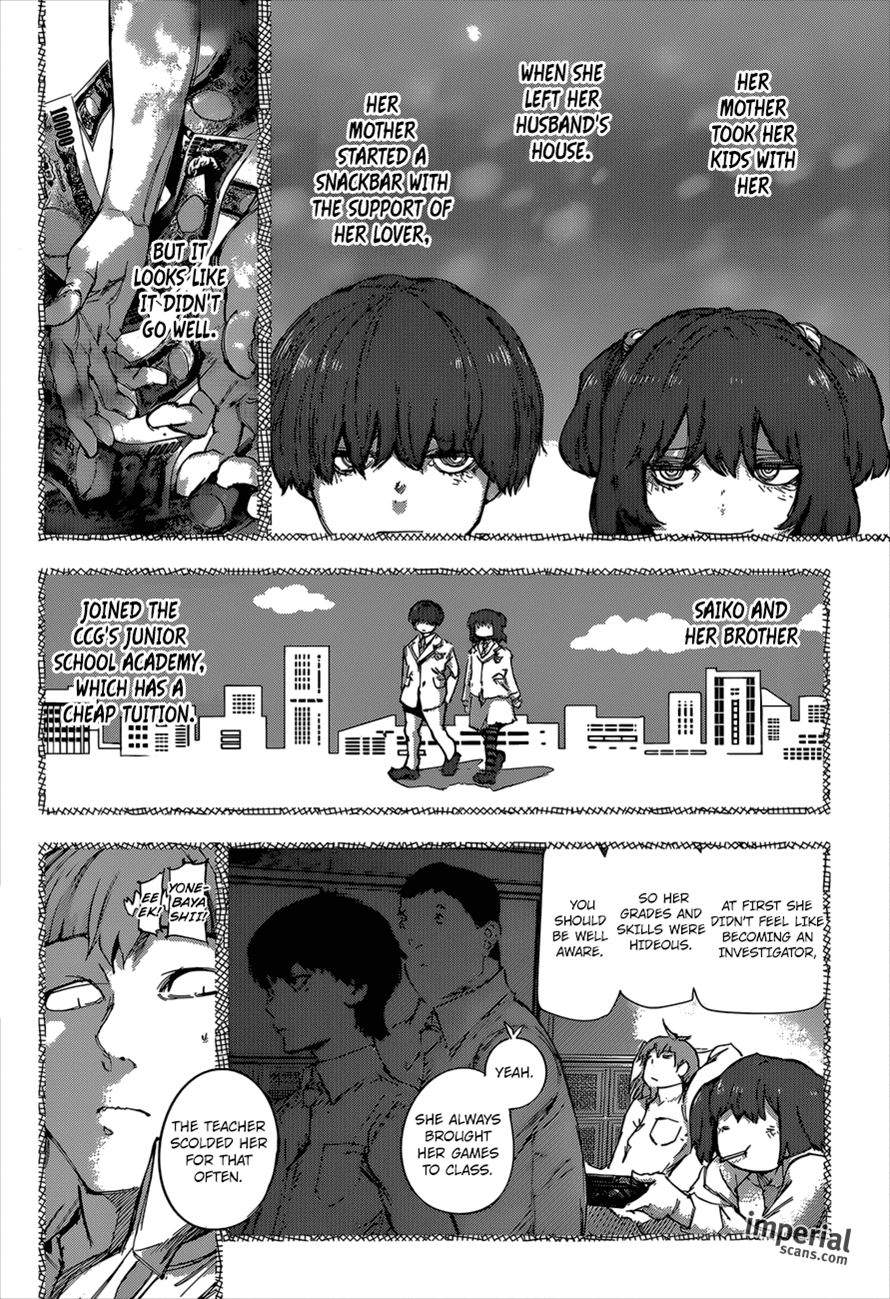 HER
MOTHER
TOOK HER
KIDS WITH
HER
WHEN SHE
LEFT HER
HUSBAND'S
HOUSE.
HER
MOTHER
STARTED A
SNACKBAR WITH
THE SUPPORT OF
HER LOVER,
10000
BUT IT
LOOKS LIKE
IT DIDN'T
GO WELL.
SAIKO AND
HER BROTHER
JOINED THE
CCG'S JUNIOR
SCHOOL ACADEMY,
WHICH HAS A
CHEAP TUITION.
AT FIRST SHE
DIDN'T FEEL LIKE
BECOMING AN
INVESTIGATOR,
SO HER
GRADES AND
SKILLS WERE
HIDEOUS.
YOU
SHOULD
BE WELL
AWARE.
YEAH.
SHE ALWAYS
BROUGHT
HER GAMES
TO CLASS.
THE TEACHER
SCOLDED HER
FOR THAT
OFTEN.
YONE-
BAYA
SHII!
EE
EK!
imperial
scans.com